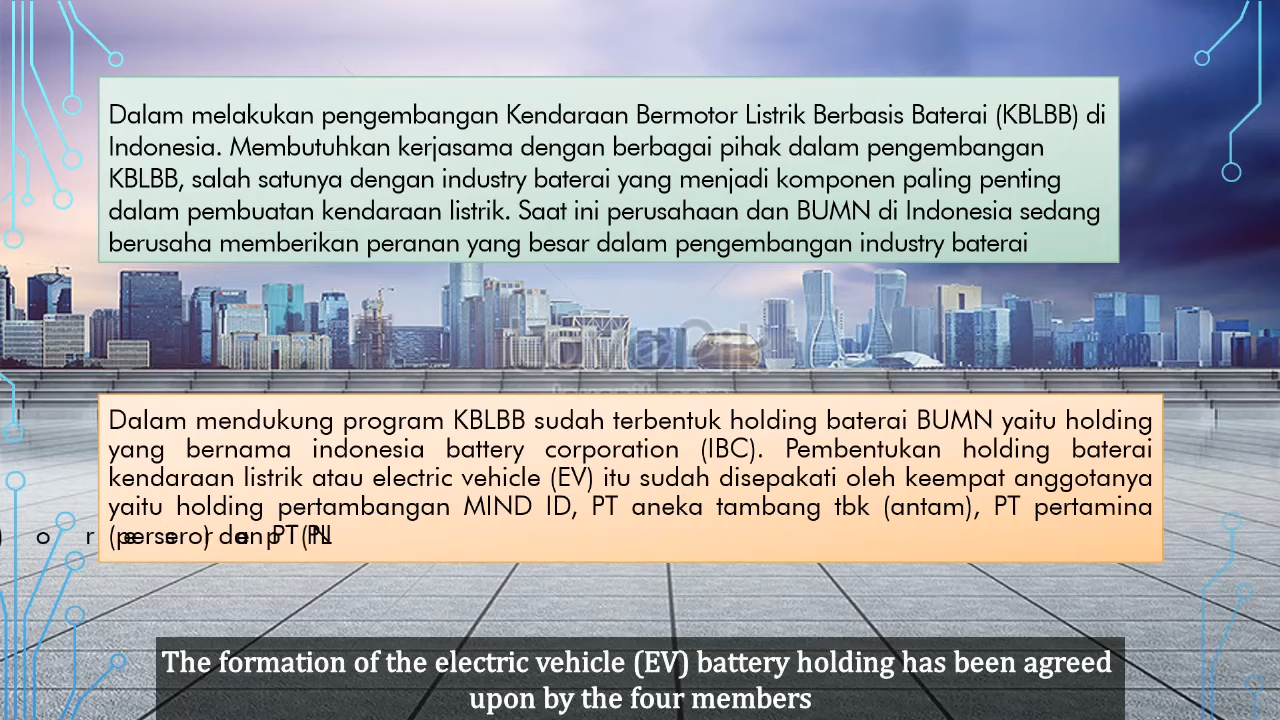 Dalam melakukan pengembangan Kendaraan Bermotor Listrik Berbasis Baterai (KBLBB) di
Indonesia. Membutuhkan kerjasama dengan berbagai pihak dalam pengembangan
KBLBB, salah satunya dengan industry baterai yang menjadi komponen paling penting
dalam pembuatan kendaraan listrik. Saat ini perusahaan dan BUMN di Indonesia sedang
berusaha memberikan peranan yang besar dalam pengembangan industry baterai
Dalam mendukung program KBLBB sudah terbentuk holding baterai BUMN yaitu holding
yang bernama indonesia battery corporation (IBC). Pembentukan holding baterai
kendaraan listrik atau electric vehicle (EV) itu sudah disepakati oleh keempat anggotanya
yaitu holding pertambangan MIND ID, PT aneka tambang tbk (antam), PT pertamina
(persero) dan PT
The formation of the electric vehicle (EV) battery holding has been agreed
upon by the four members